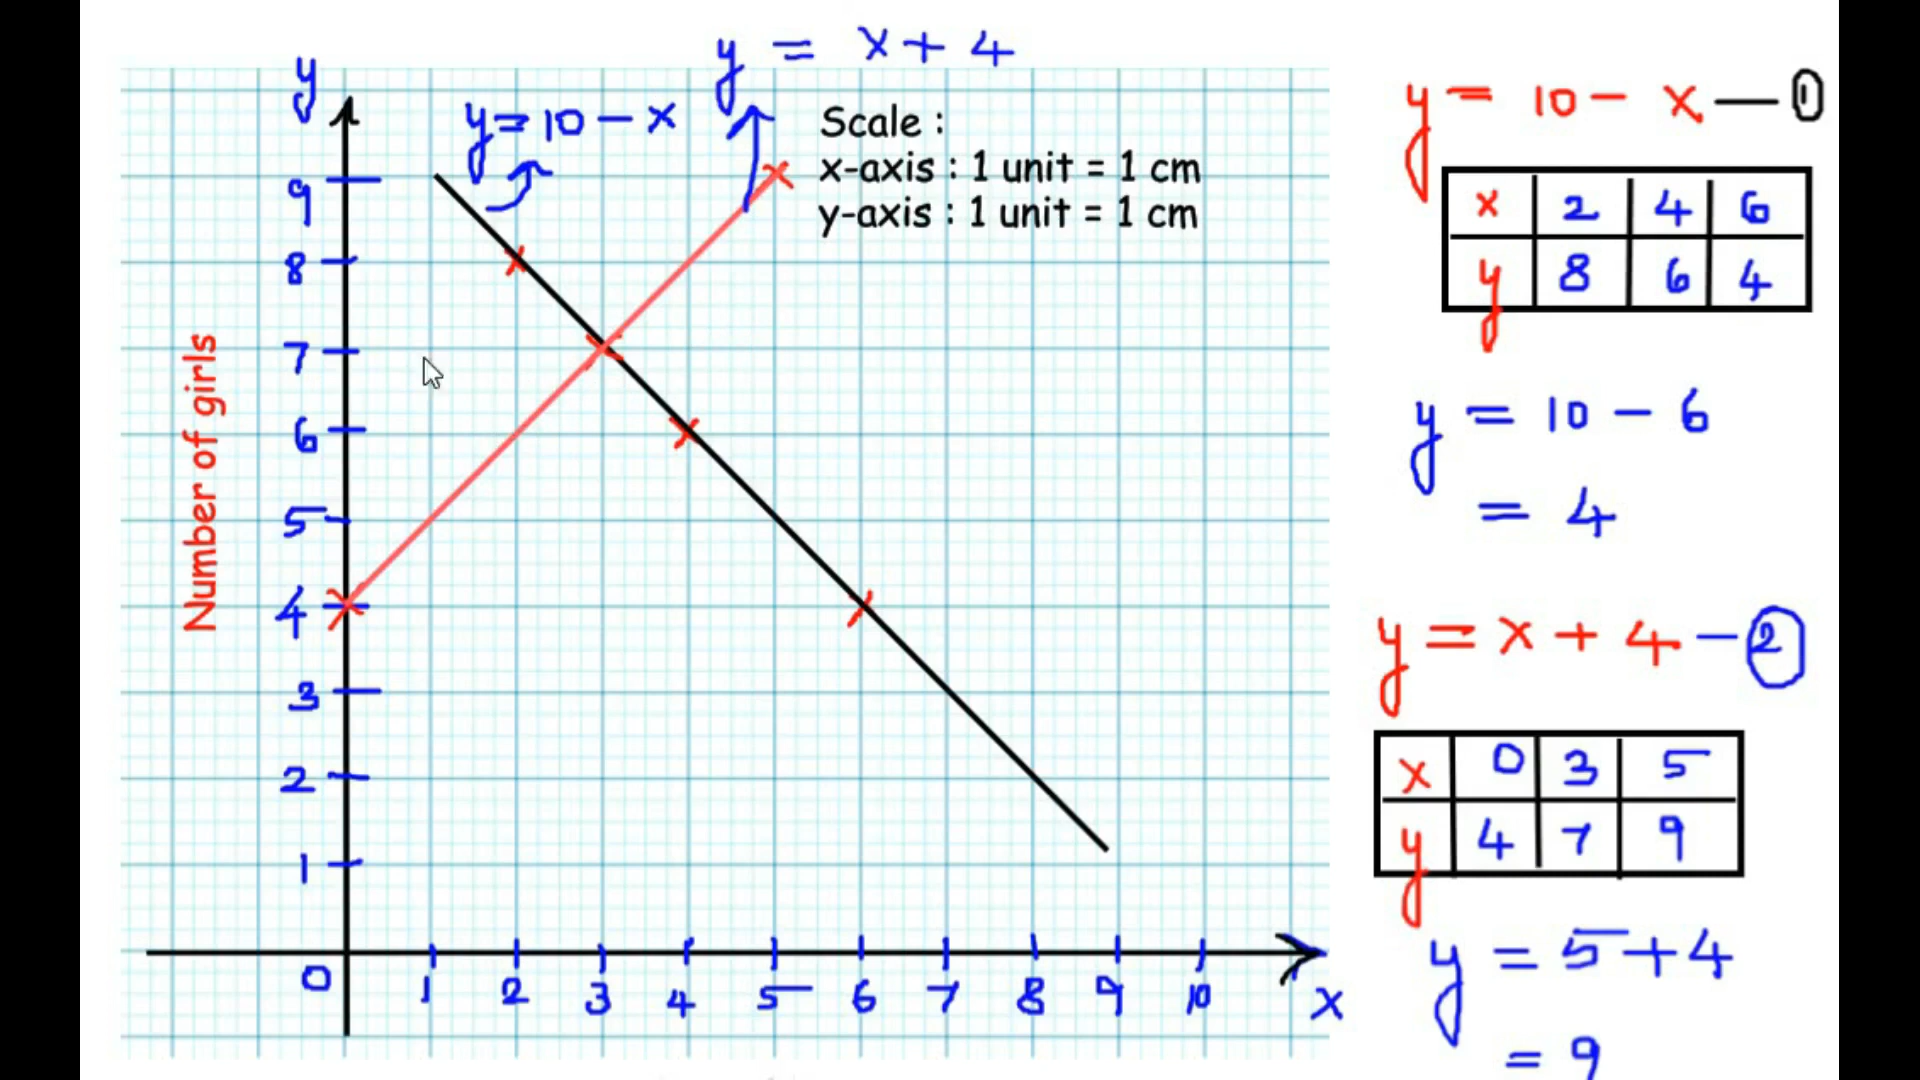 y = x + 4
y = 10 - x
Scale :
x-axis : 1 unit = 1 cm
y-axis : 1 unit = 1 cm
y
9
8
7
6
5
4
3
2
1
0
1 2 3 4 5 6 7 8 9 10 x
Number of girls
y = 10 - x — ①
x 2 4 6
y 8 6 4
y = 10 - 6
= 4
y = x + 4 - ②
x 0 3 5
y 4 7 9
y = 5 + 4
= 9